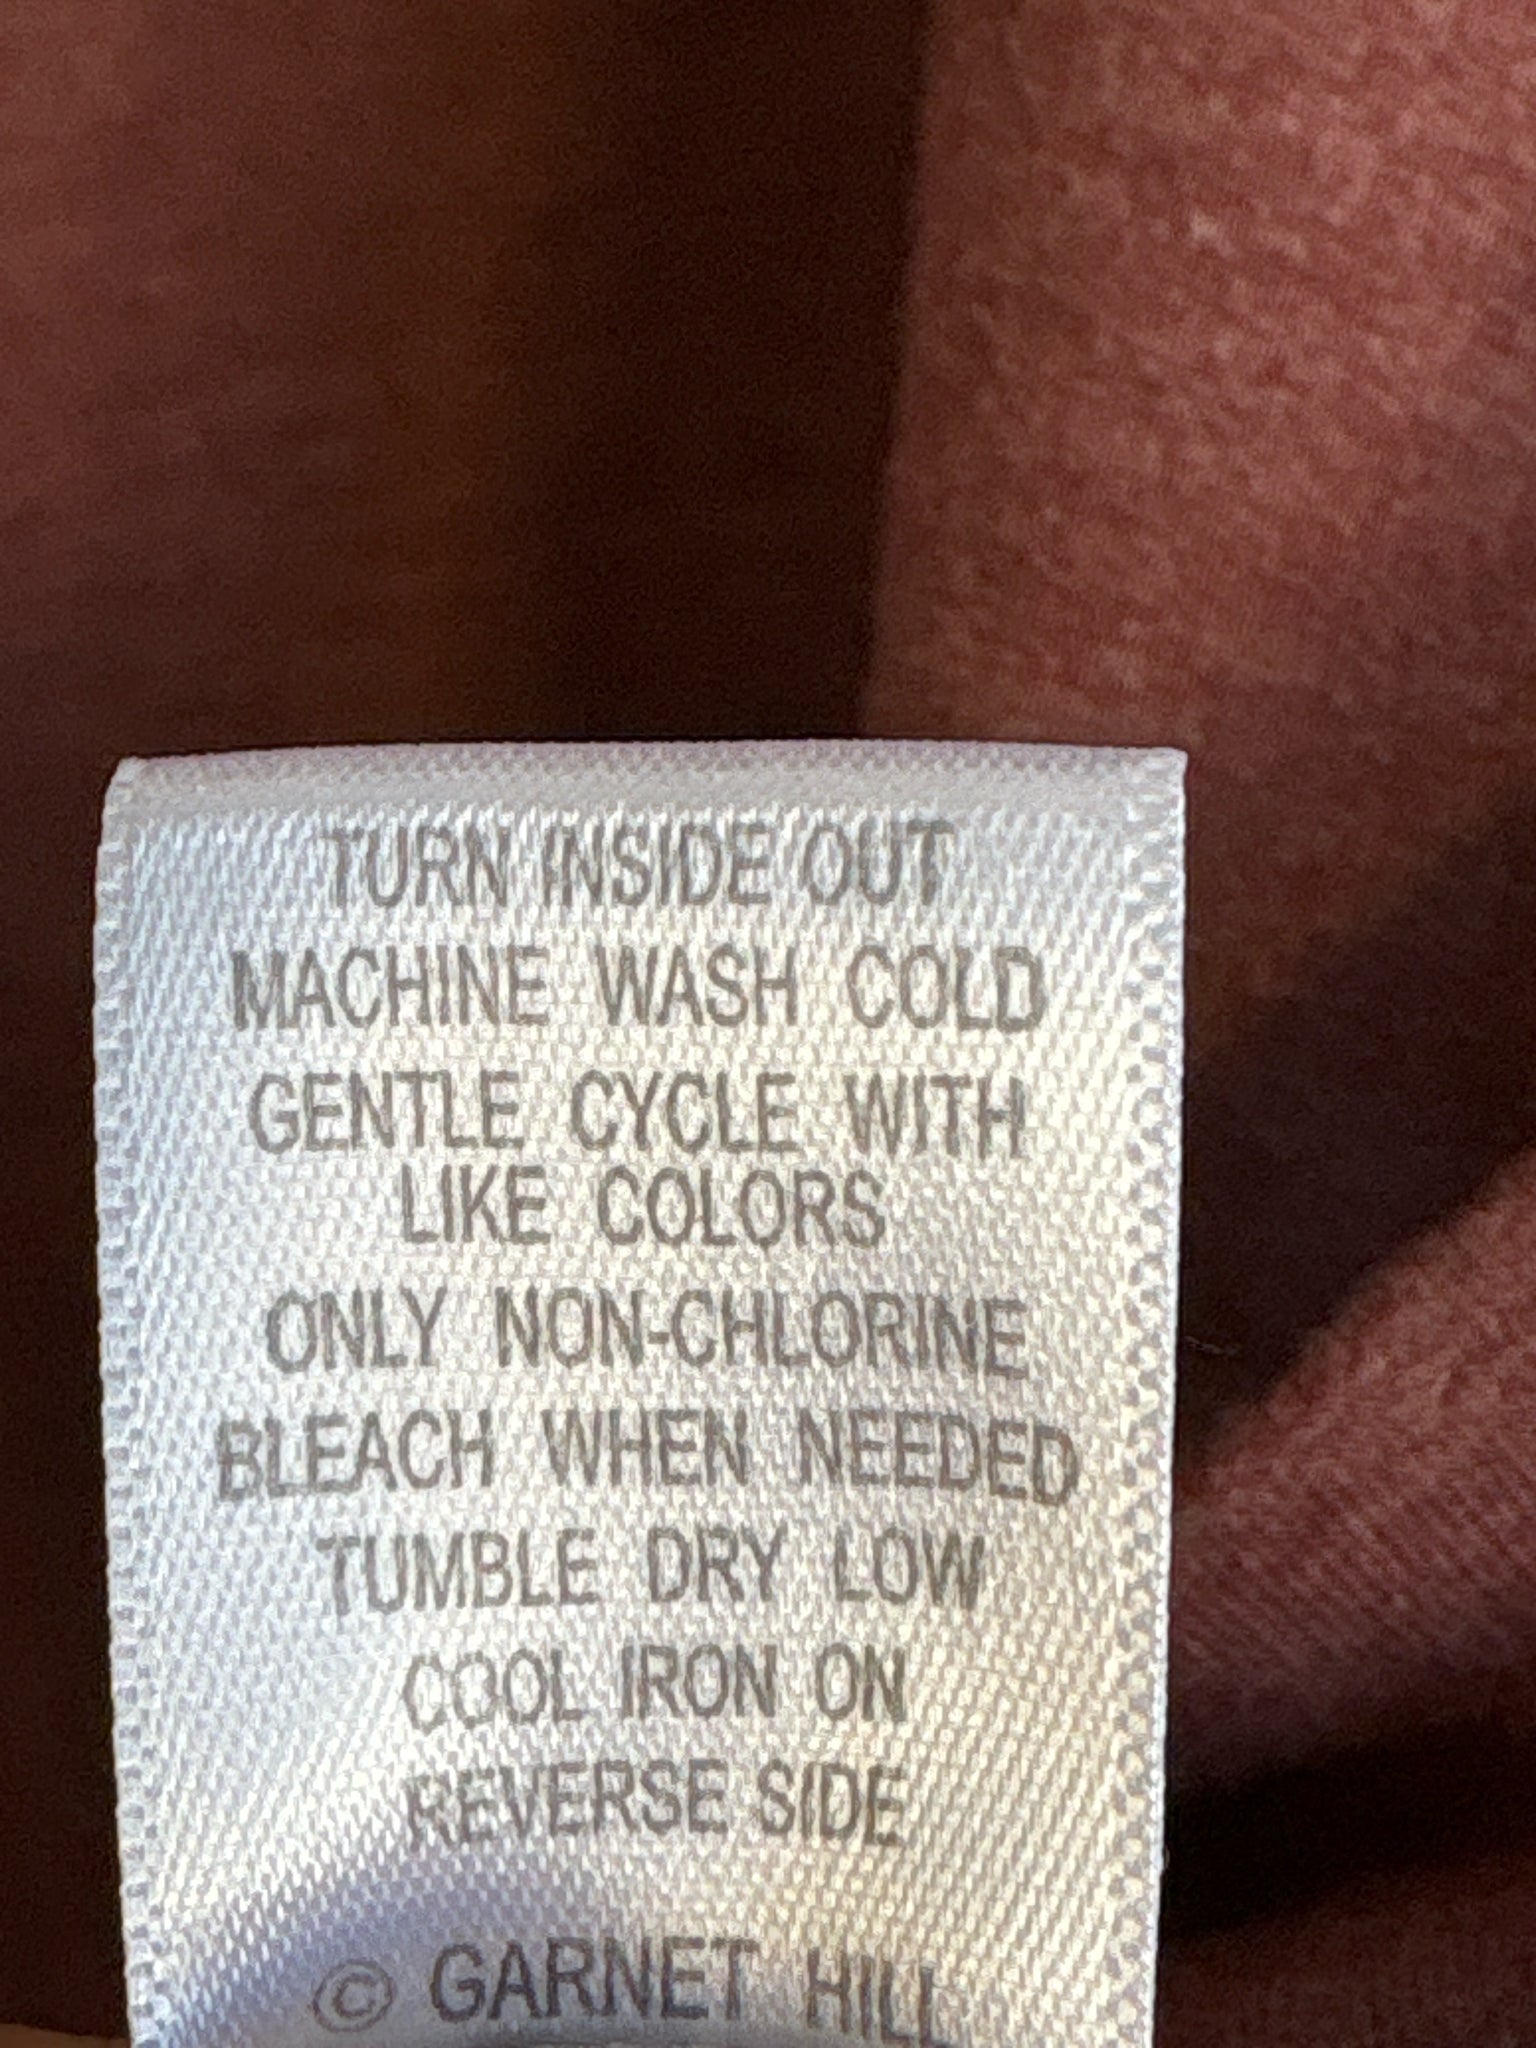 TURN INSIDE OUT
MACHINE WASH COLD
GENTLE CYCLE WITH
LIKE COLORS
ONLY NON-CHLORINE
BLEACH WHEN NEEDED
TUMBLE DRY LOW
COOL IRON ON
REVERSE SIDE
© GARNET HILL